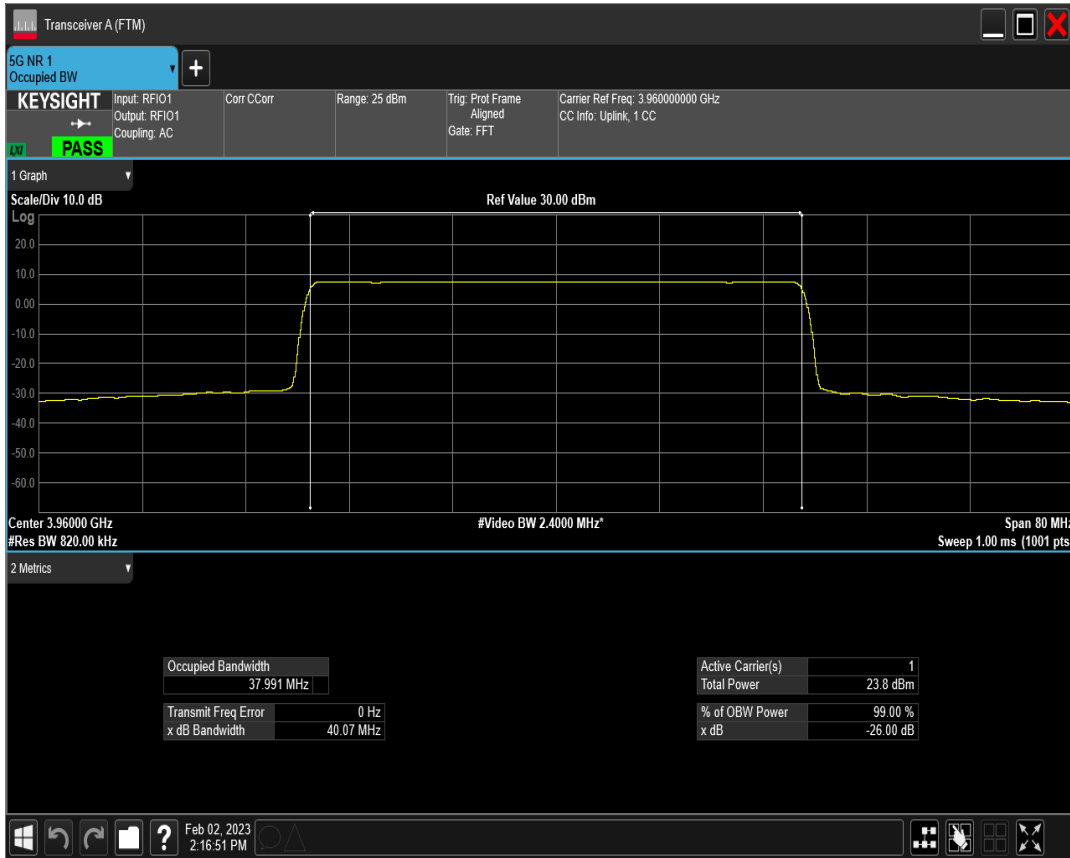 Transceiver A (FTM)
5G NR 1
Occupied BW
KEYSIGHT
LXI
PASS
Input: RFIO1
Output: RFIO1
Coupling: AC
Corr CCorr
Range: 25 dBm
Trig: Prot Frame
Aligned
Gate: FFT
Carrier Ref Freq: 3.960000000 GHz
CC Info: Uplink, 1 CC
1 Graph
Scale/Div 10.0 dB
Ref Value 30.00 dBm
Log
20.0
10.0
0.00
-10.0
-20.0
-30.0
-40.0
-50.0
-60.0
Center 3.96000 GHz
#Video BW 2.4000 MHz*
Span 80 MHz
#Res BW 820.00 kHz
Sweep 1.00 ms (1001 pts
2 Metrics
Occupied Bandwidth
37.991 MHz
Transmit Freq Error 0 Hz
x dB Bandwidth 40.07 MHz
Active Carrier(s) 1
Total Power 23.8 dBm
% of OBW Power 99.00 %
x dB -26.00 dB
?
Feb 02, 2023
2:16:51 PM